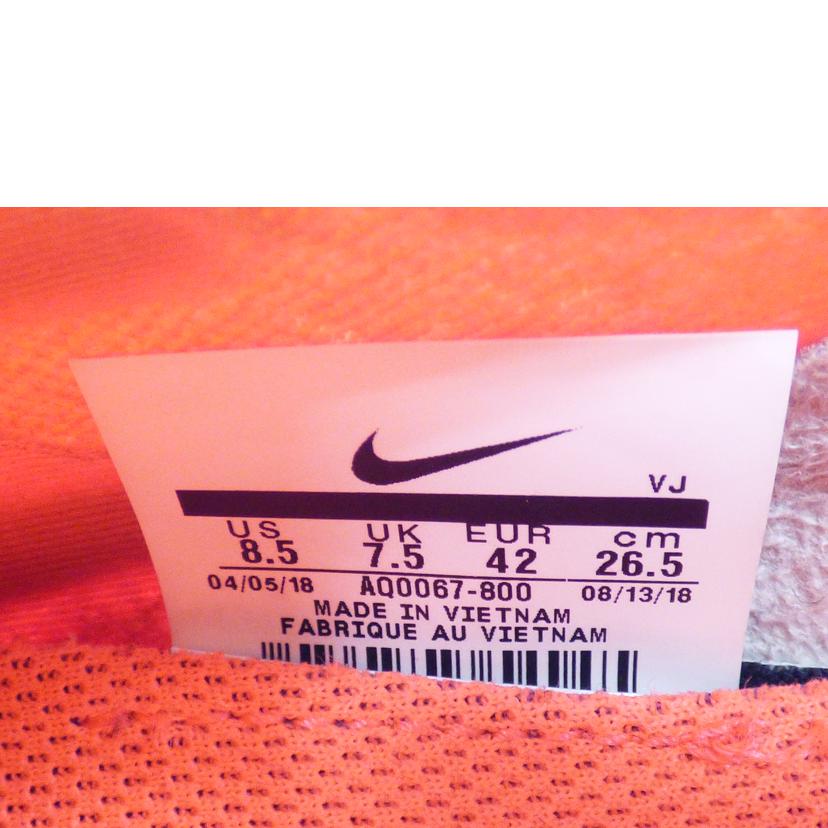 VJ
US UK EUR cm
8.5 7.5 42 26.5
04/05/18 AQ0067-800 08/13/18
MADE IN VIETNAM
FABRIQUE AU VIETNAM